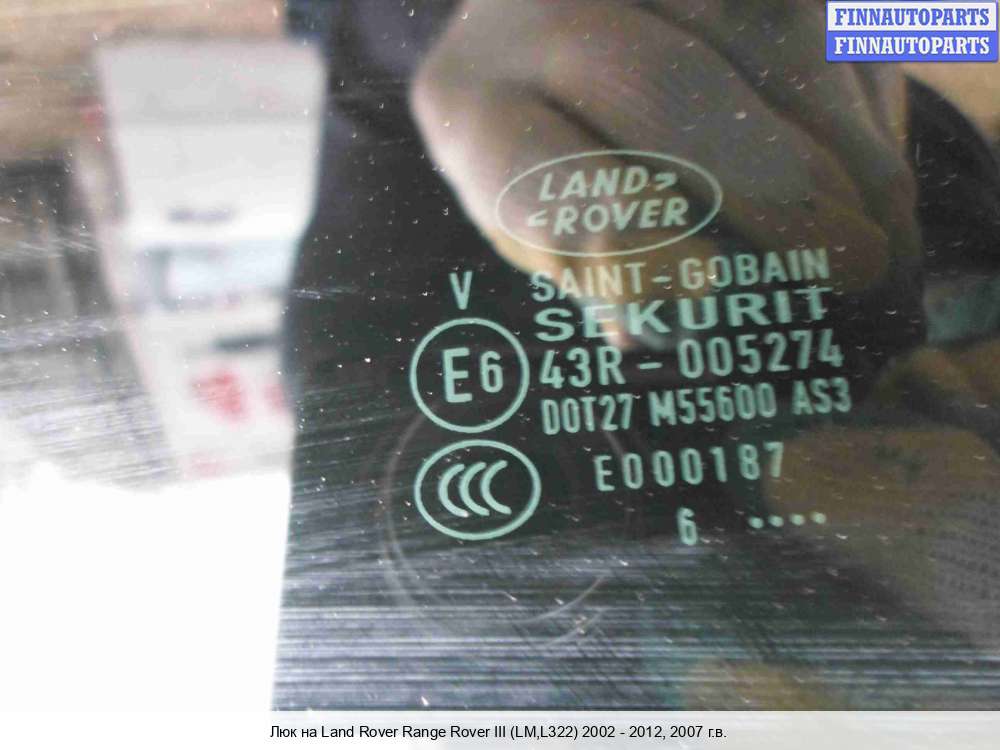 FINNAUTOPARTS
FINNAUTOPARTS
LAND>
<ROVER
V
SAINT-GOBAIN
SEKURIT
E6
43R - 005274
DOT27 M55600 AS3
CCC
E000187
6 ....
Люк на Land Rover Range Rover III (LM,L322) 2002 - 2012, 2007 г.в.